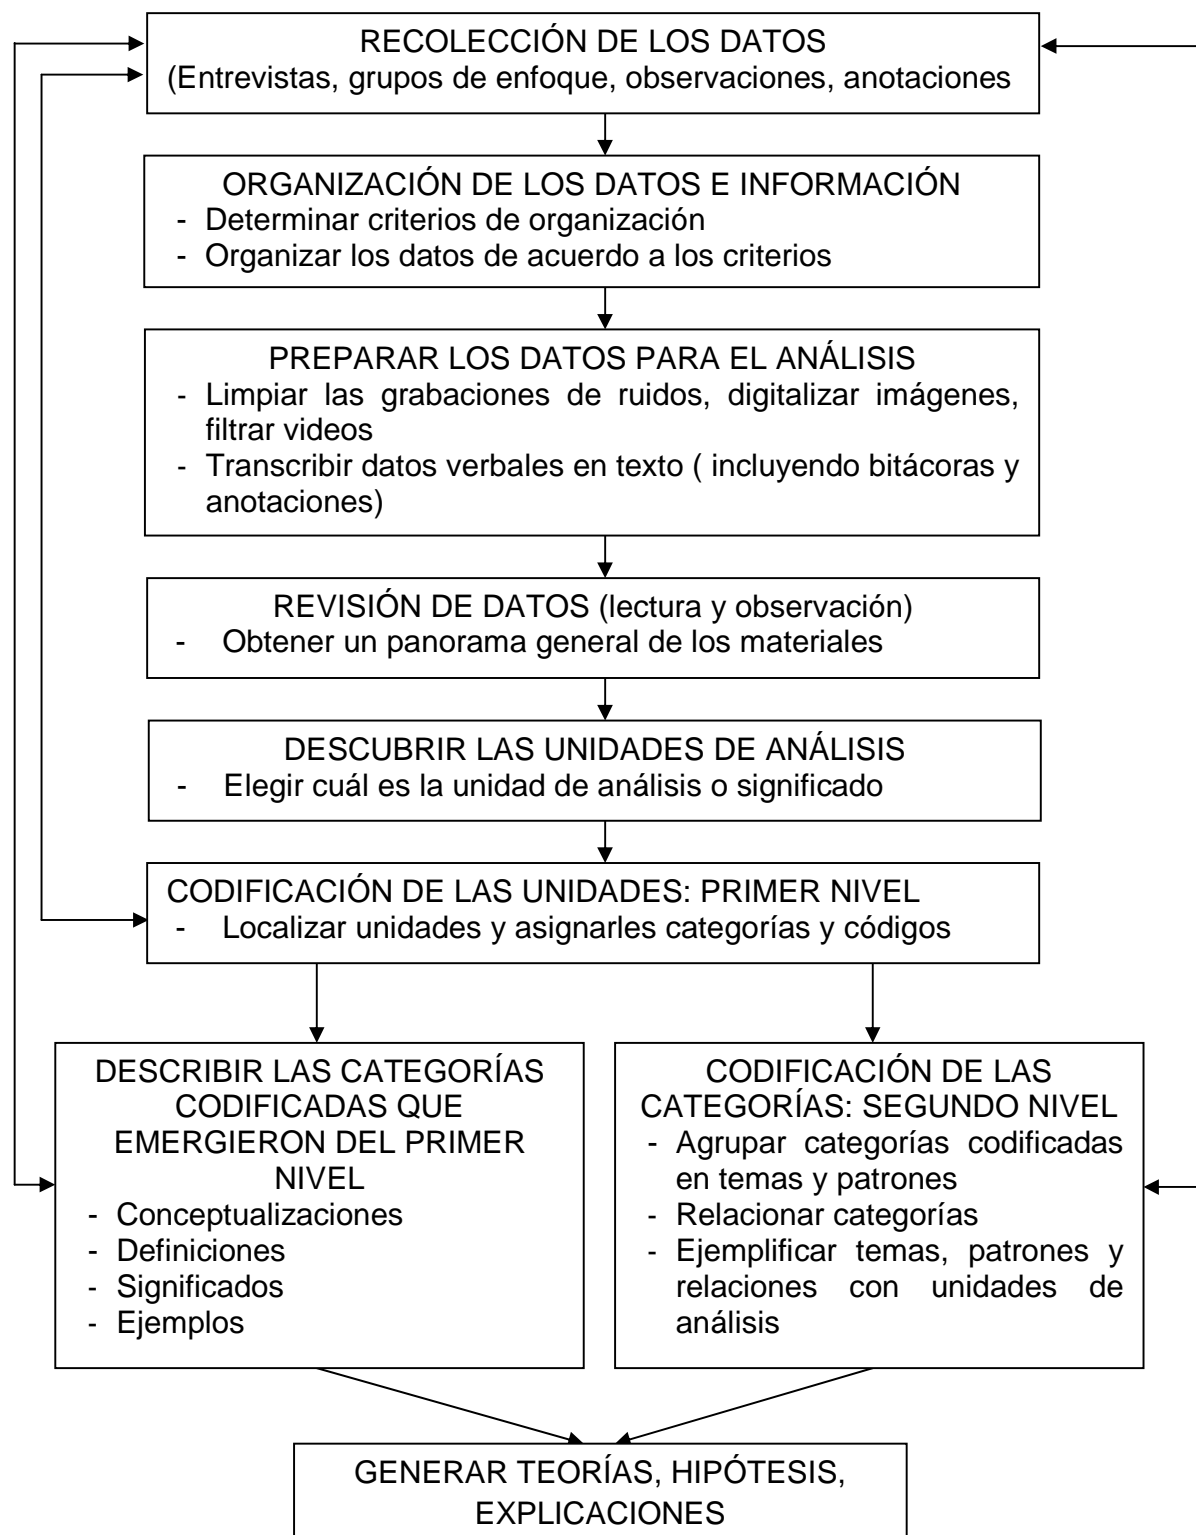 RECOLECCIÓN DE LOS DATOS
(Entrevistas, grupos de enfoque, observaciones, anotaciones
ORGANIZACIÓN DE LOS DATOS E INFORMACIÓN
- Determinar criterios de organización
- Organizar los datos de acuerdo a los criterios
PREPARAR LOS DATOS PARA EL ANÁLISIS
- Limpiar las grabaciones de ruidos, digitalizar imágenes,
filtrar videos
- Transcribir datos verbales en texto ( incluyendo bitácoras y
anotaciones)
REVISIÓN DE DATOS (lectura y observación)
- Obtener un panorama general de los materiales
DESCUBRIR LAS UNIDADES DE ANÁLISIS
- Elegir cuál es la unidad de análisis o significado
CODIFICACIÓN DE LAS UNIDADES: PRIMER NIVEL
- Localizar unidades y asignarles categorías y códigos
DESCRIBIR LAS CATEGORÍAS
CODIFICADAS QUE
EMERGIERON DEL PRIMER
NIVEL
- Conceptualizaciones
- Definiciones
- Significados
- Ejemplos
CODIFICACIÓN DE LAS
CATEGORÍAS: SEGUNDO NIVEL
- Agrupar categorías codificadas
en temas y patrones
- Relacionar categorías
- Ejemplificar temas, patrones y
relaciones con unidades de
análisis
GENERAR TEORÍAS, HIPÓTESIS,
EXPLICACIONES